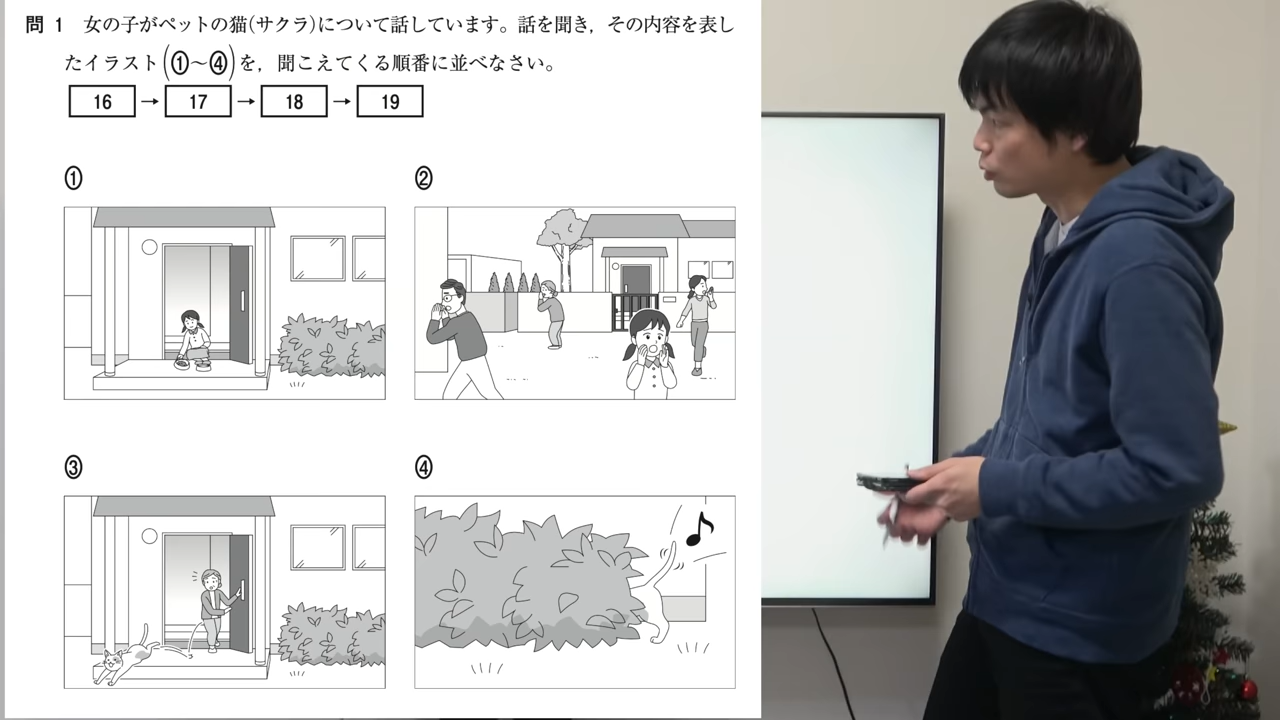 問 1 女の子がペットの猫(サクラ)について話しています。話を聞き，その内容を表し
たイラスト(①～④)を，聞こえてくる順番に並べなさい。
16 → 17 → 18 → 19
① ②
③ ④